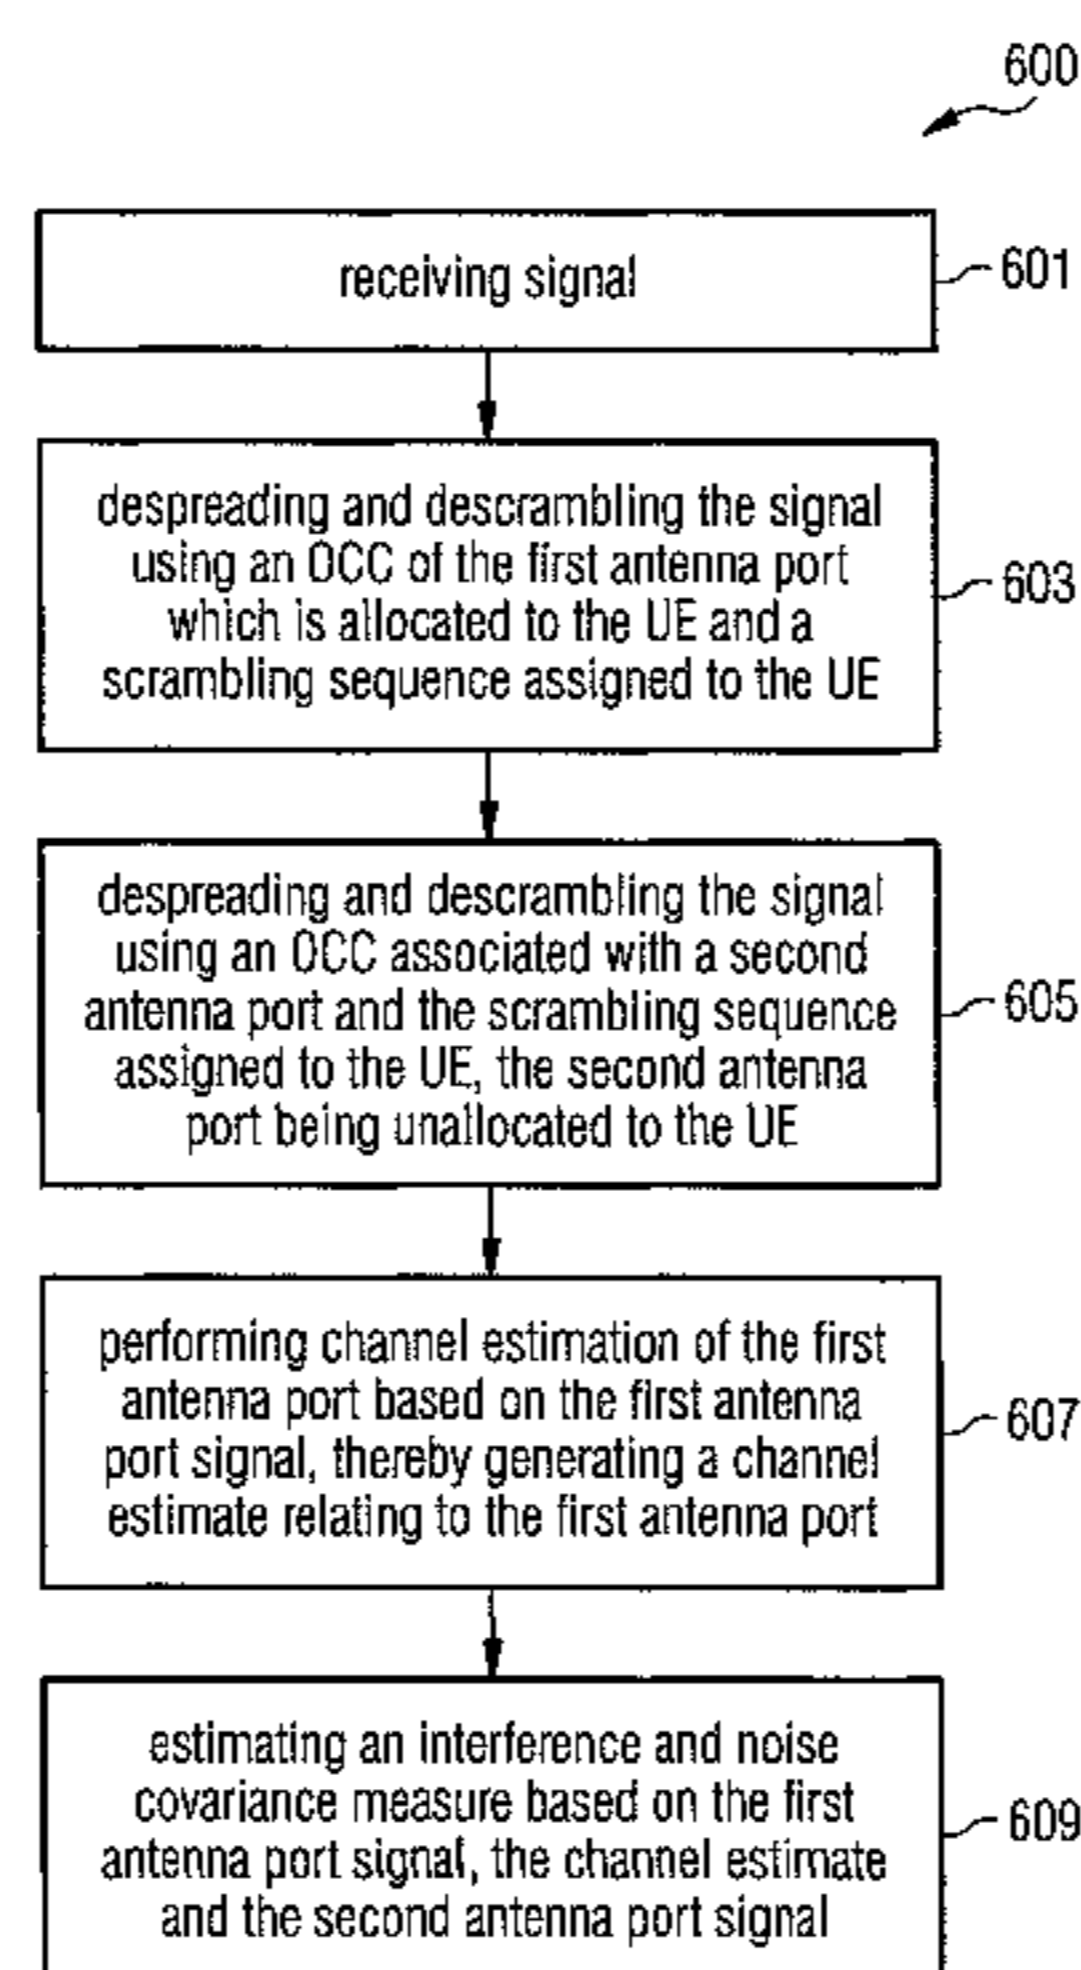 600
receiving signal
601
despreading and descrambling the signal
using an OCC of the first antenna port
which is allocated to the UE and a
scrambling sequence assigned to the UE
603
despreading and descrambling the signal
using an OCC associated with a second
antenna port and the scrambling sequence
assigned to the UE, the second antenna
port being unallocated to the UE
605
performing channel estimation of the first
antenna port based on the first antenna
port signal, thereby generating a channel
estimate relating to the first antenna port
607
estimating an interference and noise
covariance measure based on the first
antenna port signal, the channel estimate
and the second antenna port signal
609